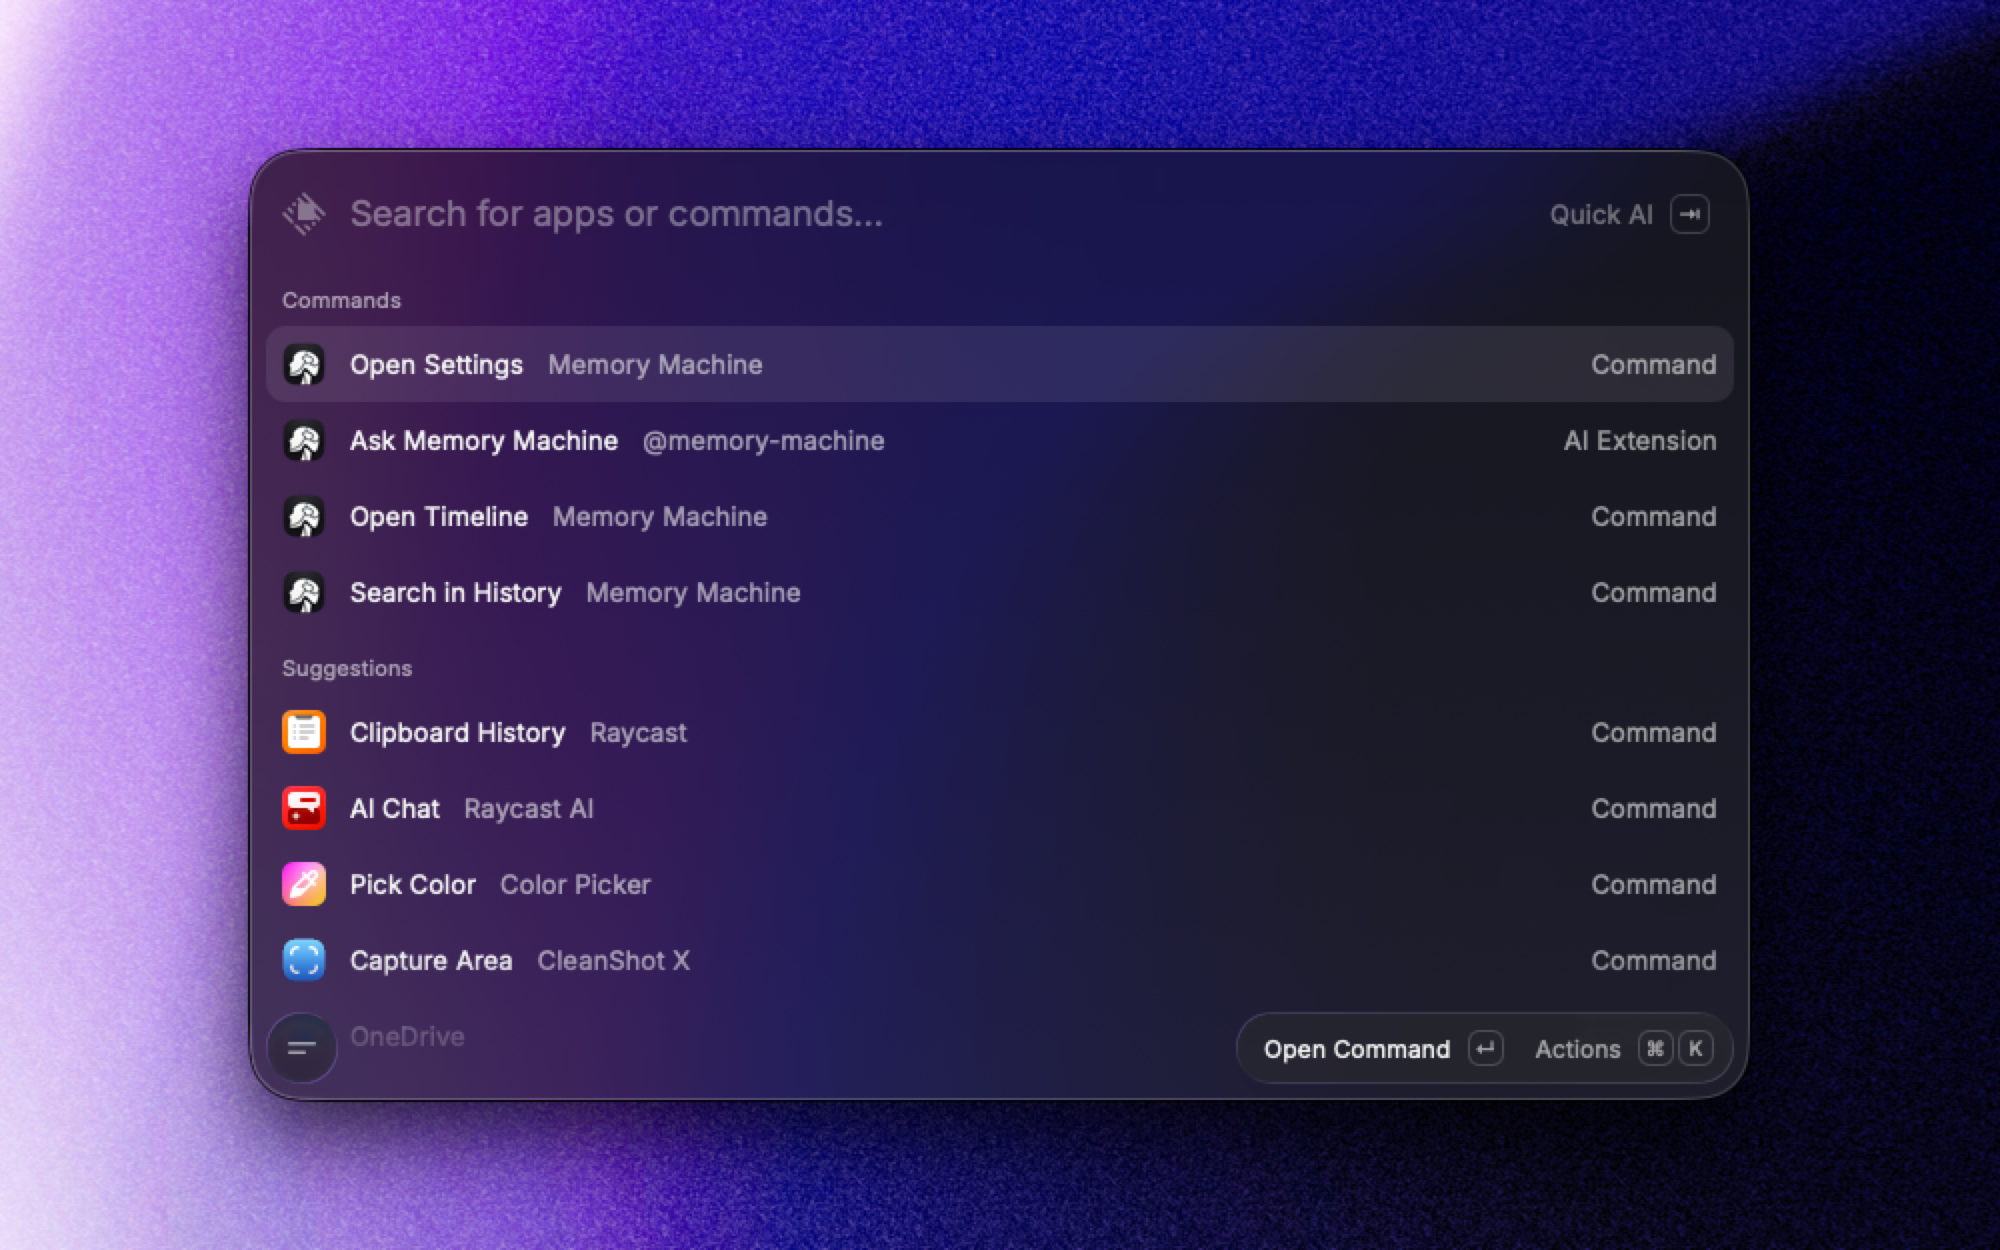 Search for apps or commands...
Quick AI
Commands
Open Settings Memory Machine Command
Ask Memory Machine @memory-machine AI Extension
Open Timeline Memory Machine Command
Search in History Memory Machine Command
Suggestions
Clipboard History Raycast Command
AI Chat Raycast AI Command
Pick Color Color Picker Command
Capture Area CleanShot X Command
OneDrive
Open Command ↵ Actions ⌘ K